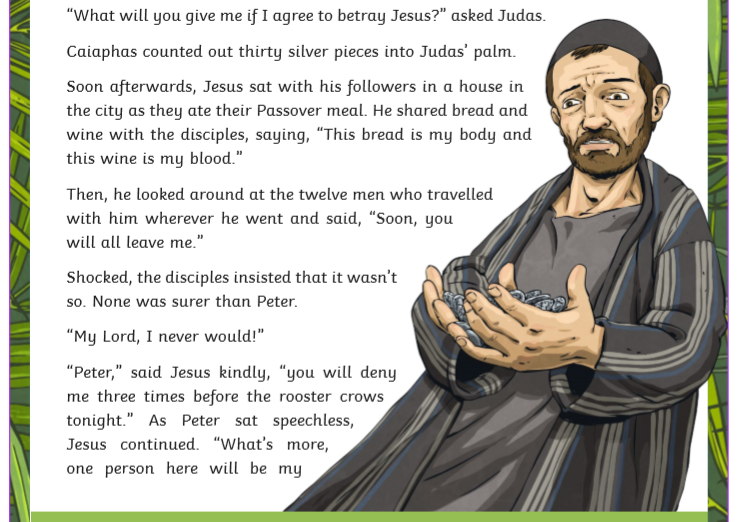 “What will you give me if I agree to betray Jesus?” asked Judas.
Caiaphas counted out thirty silver pieces into Judas’ palm.
Soon afterwards, Jesus sat with his followers in a house in
the city as they ate their Passover meal. He shared bread and
wine with the disciples, saying, “This bread is my body and
this wine is my blood.”
Then, he looked around at the twelve men who travelled
with him wherever he went and said, “Soon, you
will all leave me.”
Shocked, the disciples insisted that it wasn’t
so. None was surer than Peter.
“My Lord, I never would!”
“Peter,” said Jesus kindly, “you will deny
me three times before the rooster crows
tonight.” As Peter sat speechless,
Jesus continued. “What’s more,
one person here will be my